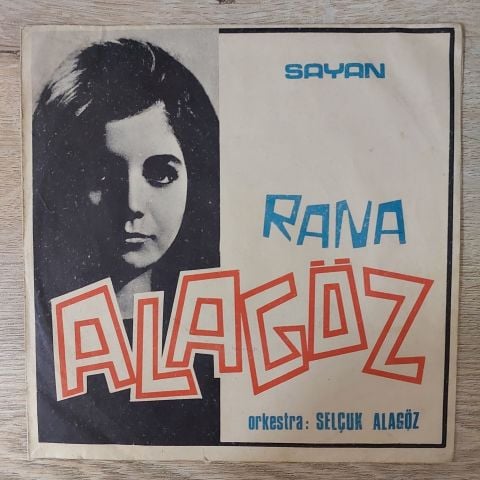 SAYAN
RANA
ALAGÖZ
orkestra: SELÇUK ALAGÖZ